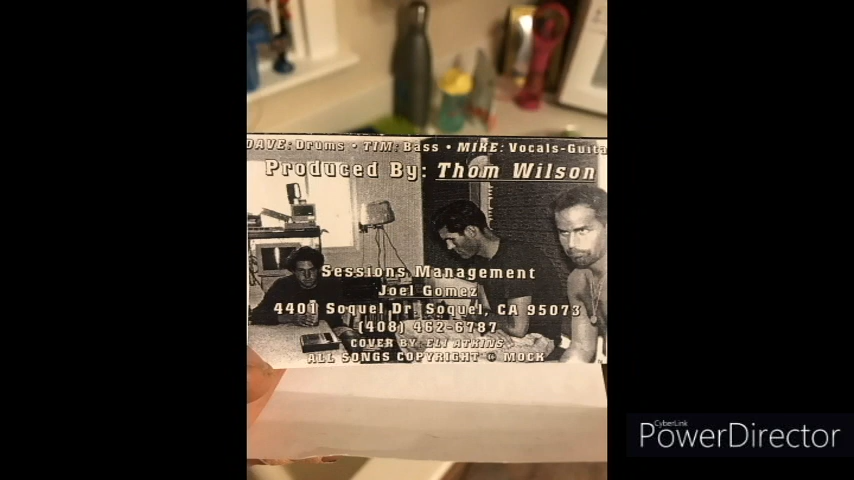 DAVE: Drums • TIM: Bass • MIKE: Vocals-Guita
Produced By: Thom Wilson
Sessions Management
Joel Gomez
4401 Soquel Dr. Soquel, CA 95073
(408) 462-6787
COVER BY: ELI ATKINS
ALL SONGS COPYRIGHT © MOCK
CyberLink
PowerDirector